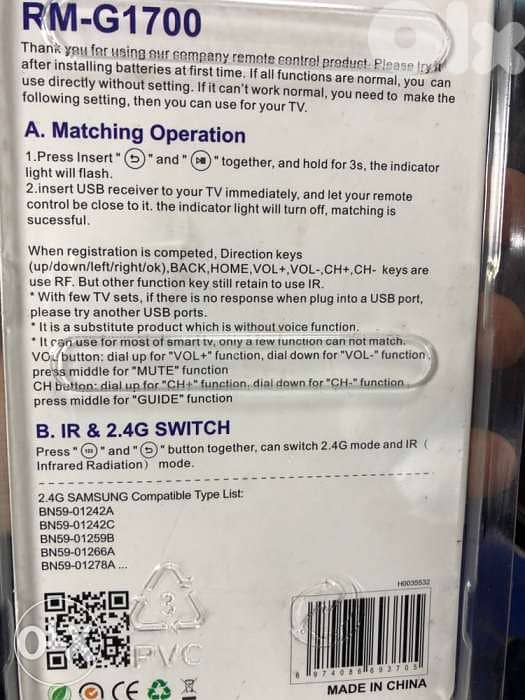 RM-G1700
Thank you for using our company remote control product. Please try it
after installing batteries at first time. If all functions are normal, you can
use directly without setting. If it can't work normal, you need to make the
following setting, then you can use for your TV.
A. Matching Operation
1.Press Insert " " and " " together, and hold for 3s, the indicator
light will flash.
2.insert USB receiver to your TV immediately, and let your remote
control be close to it. the indicator light will turn off, matching is
sucessful.
When registration is competed, Direction keys
(up/down/left/right/ok),BACK,HOME,VOL+,VOL-,CH+,CH- keys are
use RF. But other function key still retain to use IR.
* With few TV sets, if there is no response when plug into a USB port,
please try another USB ports.
* It is a substitute product which is without voice function.
* It can use for most of smart tv, only a few function can not match.
VOL button: dial up for "VOL+" function, dial down for "VOL-" function,
press middle for "MUTE" function
CH button: dial up for "CH+" function, dial down for "CH-" function,
press middle for "GUIDE" function
B. IR & 2.4G SWITCH
Press " 123 " and " " button together, can switch 2.4G mode and IR (
Infrared Radiation) mode.
2.4G SAMSUNG Compatible Type List:
BN59-01242A
BN59-01242C
BN59-01259B
BN59-01266A
BN59-01278A ...
H0035532
3
PVC
6 974086 693705
CE
MADE IN CHINA
olx
olx